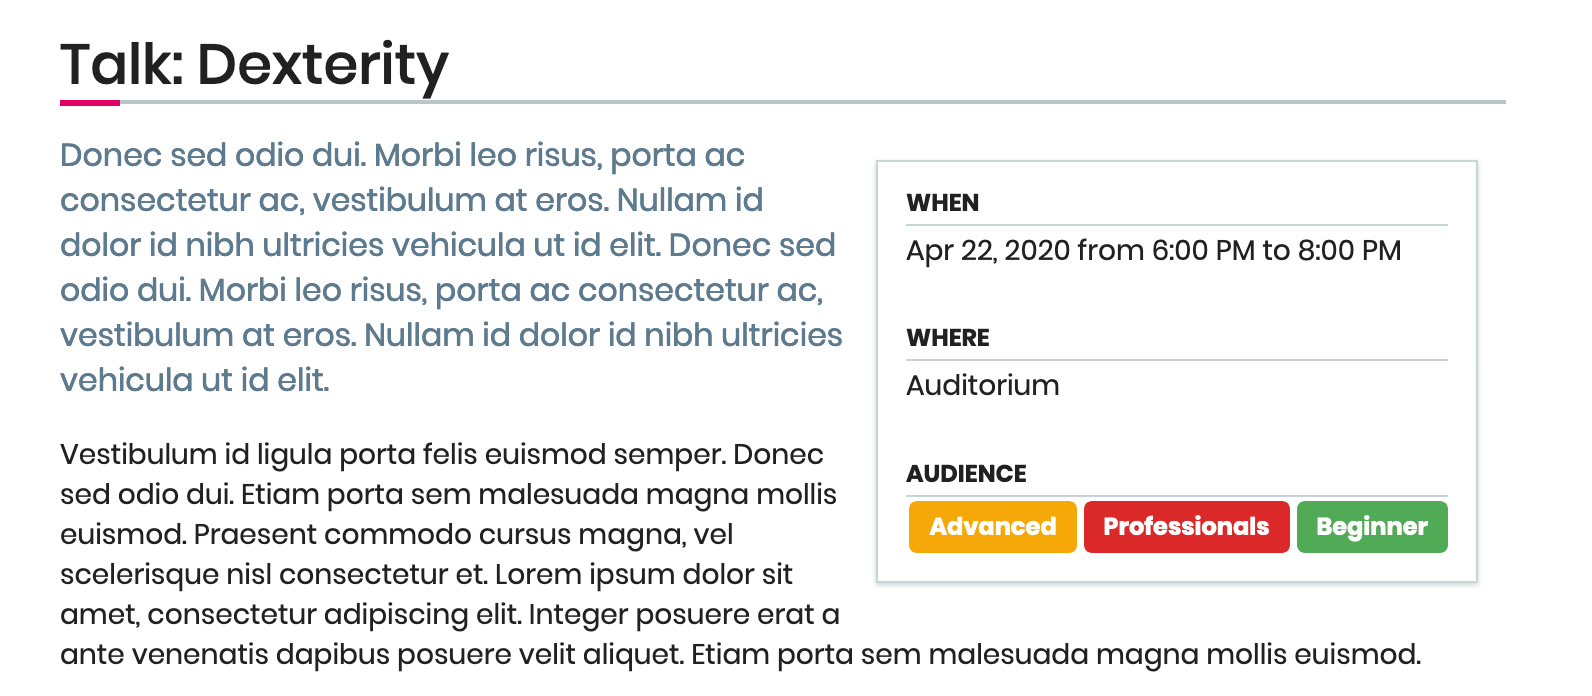 Talk: Dexterity
Donec sed odio dui. Morbi leo risus, porta ac
consectetur ac, vestibulum at eros. Nullam id
dolor id nibh ultricies vehicula ut id elit. Donec sed
odio dui. Morbi leo risus, porta ac consectetur ac,
vestibulum at eros. Nullam id dolor id nibh ultricies
vehicula ut id elit.
Vestibulum id ligula porta felis euismod semper. Donec
sed odio dui. Etiam porta sem malesuada magna mollis
euismod. Praesent commodo cursus magna, vel
scelerisque nisl consectetur et. Lorem ipsum dolor sit
amet, consectetur adipiscing elit. Integer posuere erat a
ante venenatis dapibus posuere velit aliquet. Etiam porta sem malesuada magna mollis euismod.
WHEN
Apr 22, 2020 from 6:00 PM to 8:00 PM
WHERE
Auditorium
AUDIENCE
Advanced Professionals Beginner